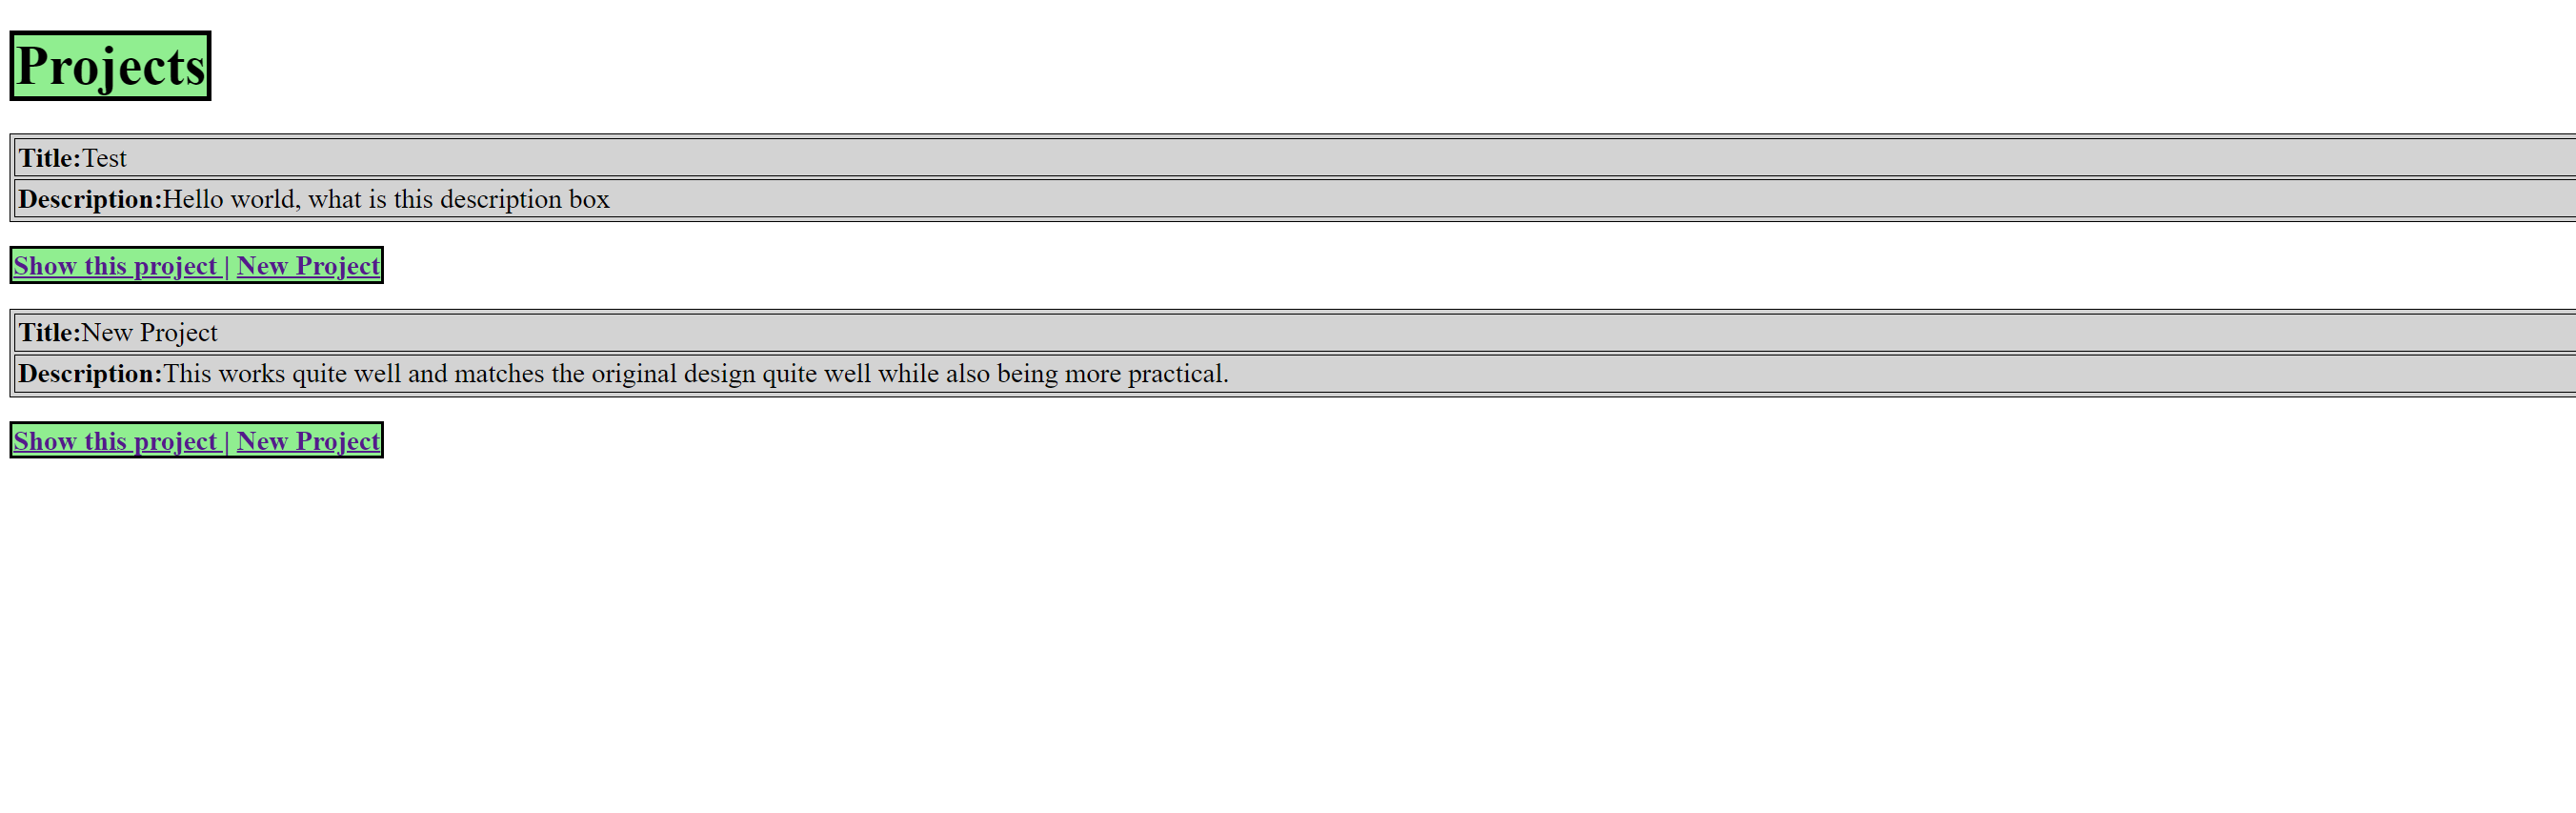 Projects
Title:Test
Description:Hello world, what is this description box
Show this project | New Project
Title:New Project
Description:This works quite well and matches the original design quite well while also being more practical.
Show this project | New Project